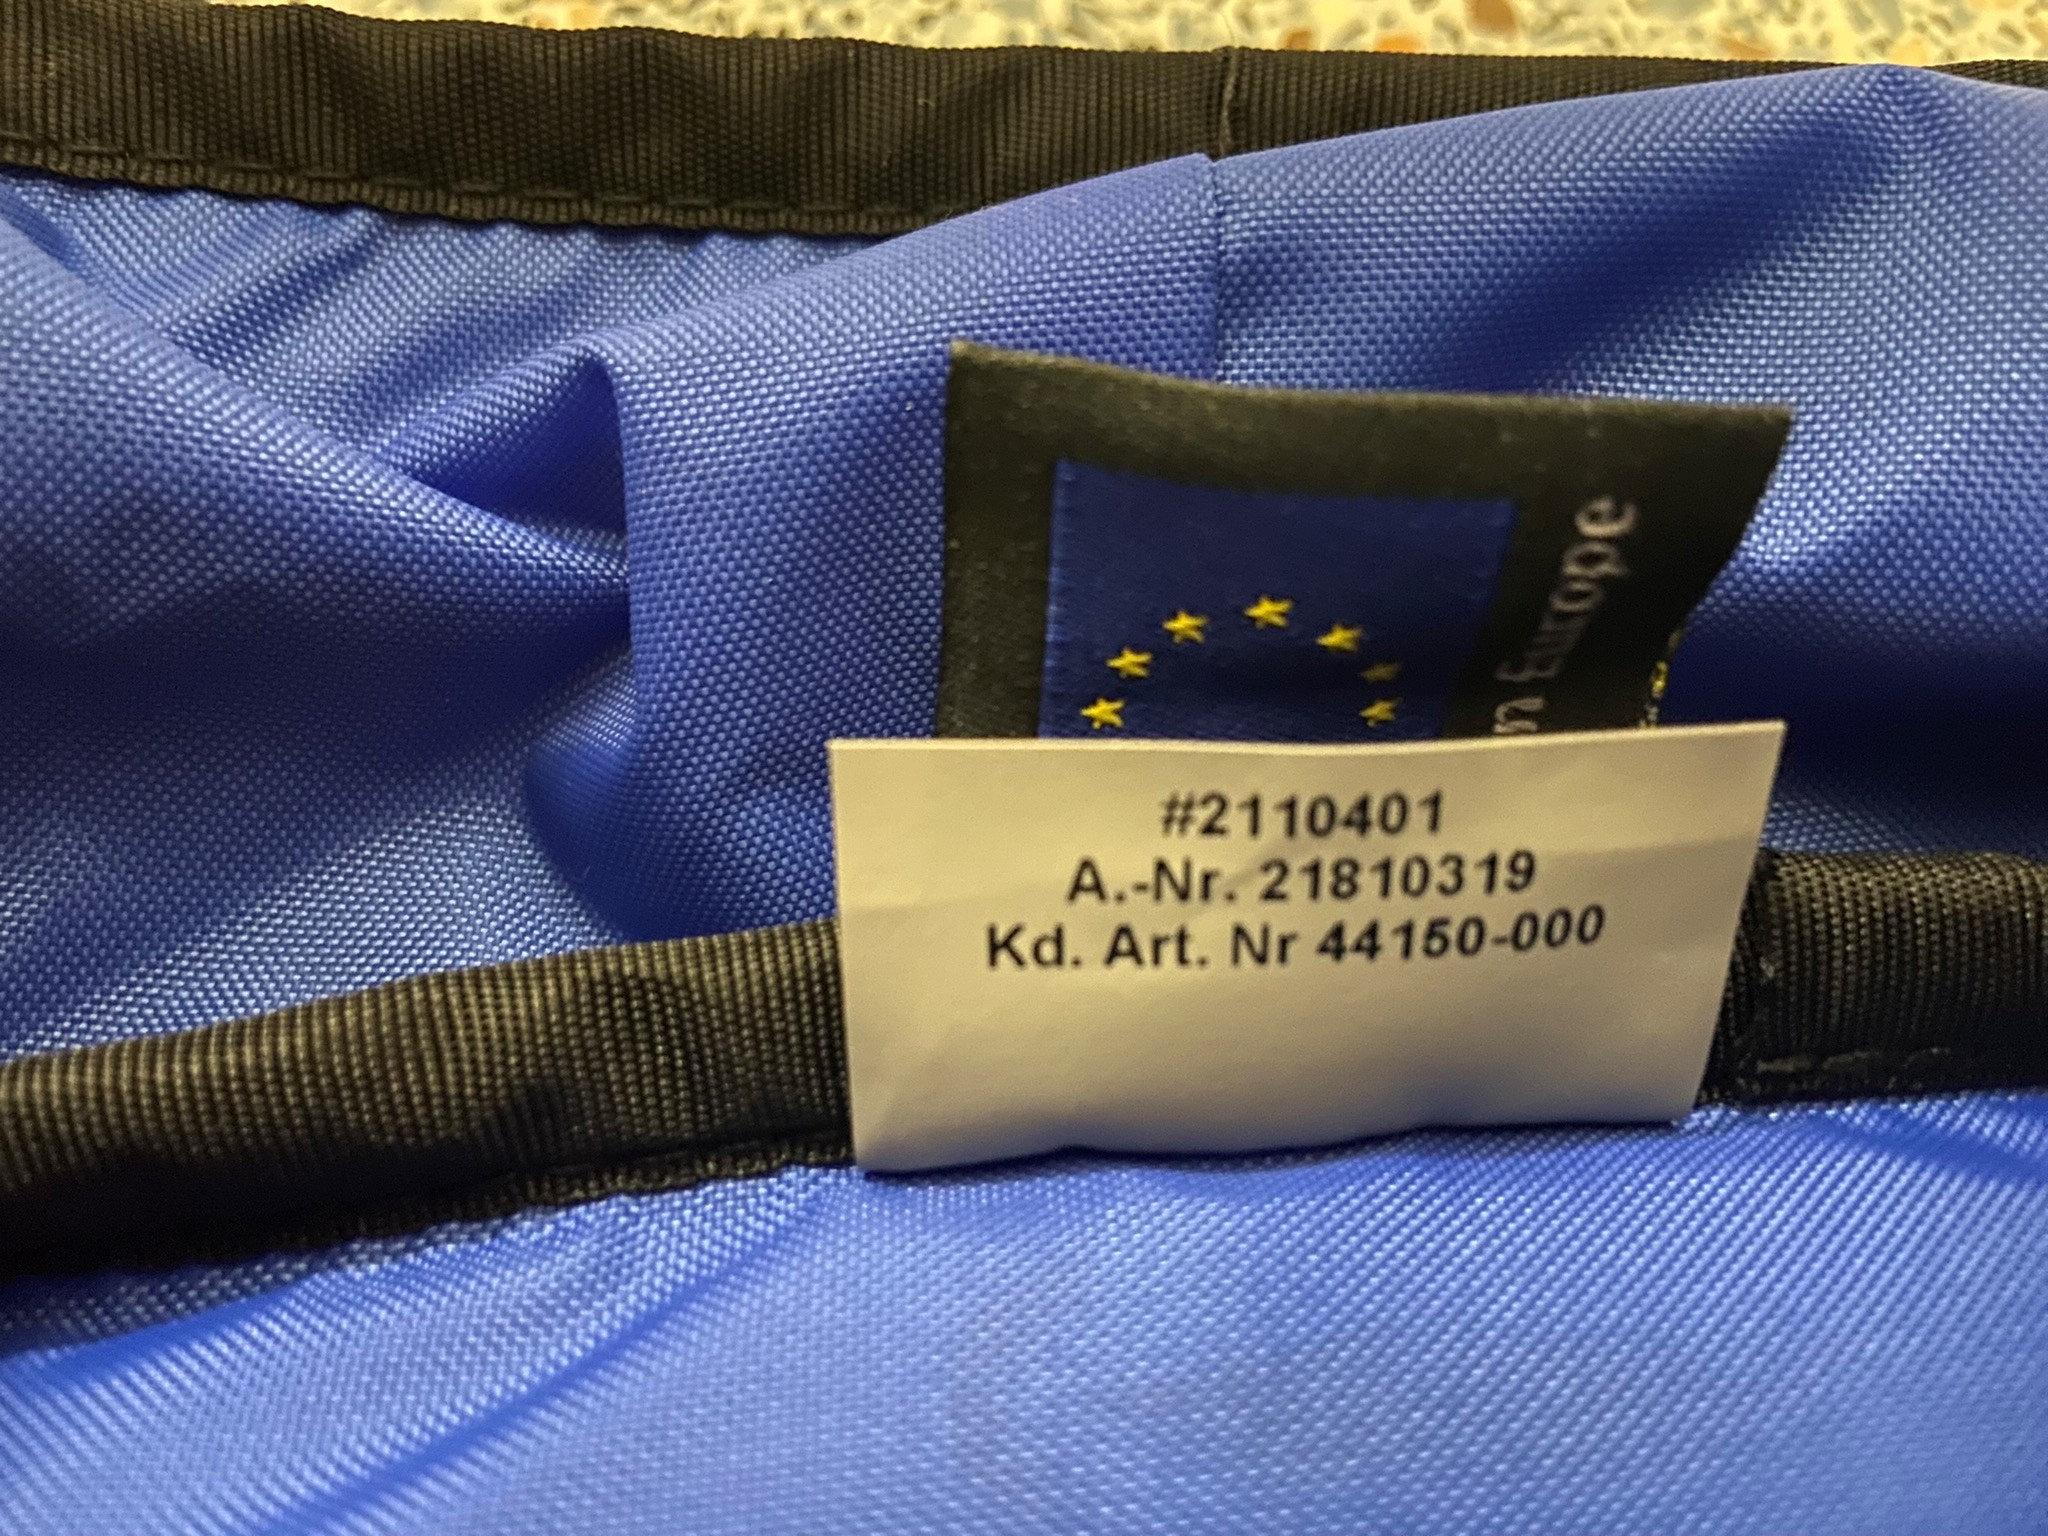 n Europe
#2110401
A.-Nr. 21810319
Kd. Art. Nr 44150-000